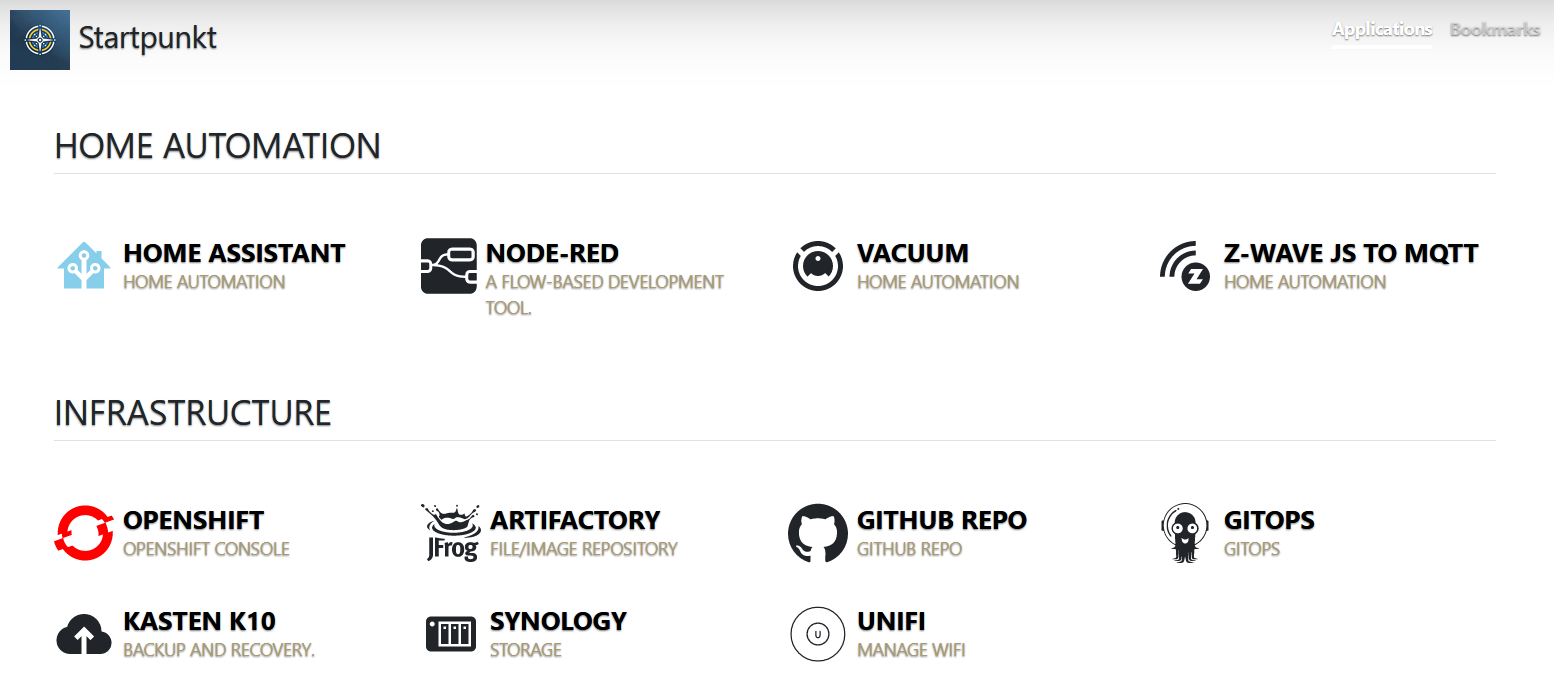 Startpunkt
Applications Bookmarks
HOME AUTOMATION
HOME ASSISTANT
HOME AUTOMATION
NODE-RED
A FLOW-BASED DEVELOPMENT
TOOL.
VACUUM
HOME AUTOMATION
Z-WAVE JS TO MQTT
HOME AUTOMATION
INFRASTRUCTURE
OPENSHIFT
OPENSHIFT CONSOLE
JFrog
ARTIFACTORY
FILE/IMAGE REPOSITORY
GITHUB REPO
GITHUB REPO
GITOPS
GITOPS
KASTEN K10
BACKUP AND RECOVERY.
SYNOLOGY
STORAGE
U
UNIFI
MANAGE WIFI